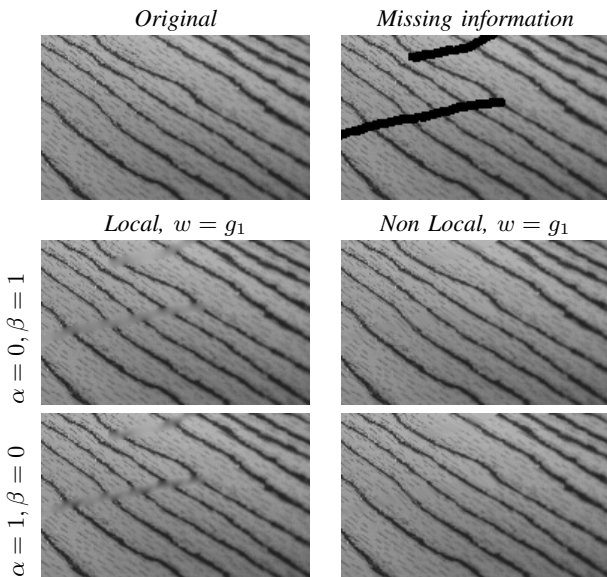 Original
Missing information
Local, w = g₁
Non Local, w = g₁
α = 0, β = 1
α = 1, β = 0